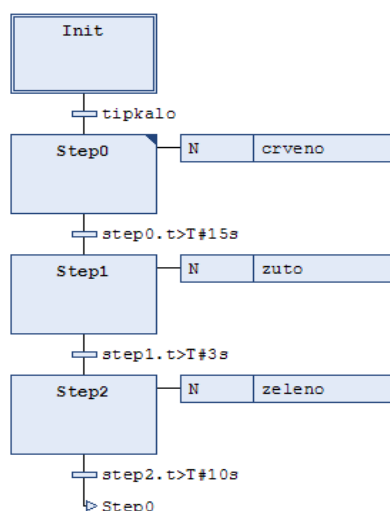 Init
tipkalo
Step0 N crveno
step0.t>T#15s
Step1 N zuto
step1.t>T#3s
Step2 N zeleno
step2.t>T#10s
Step0